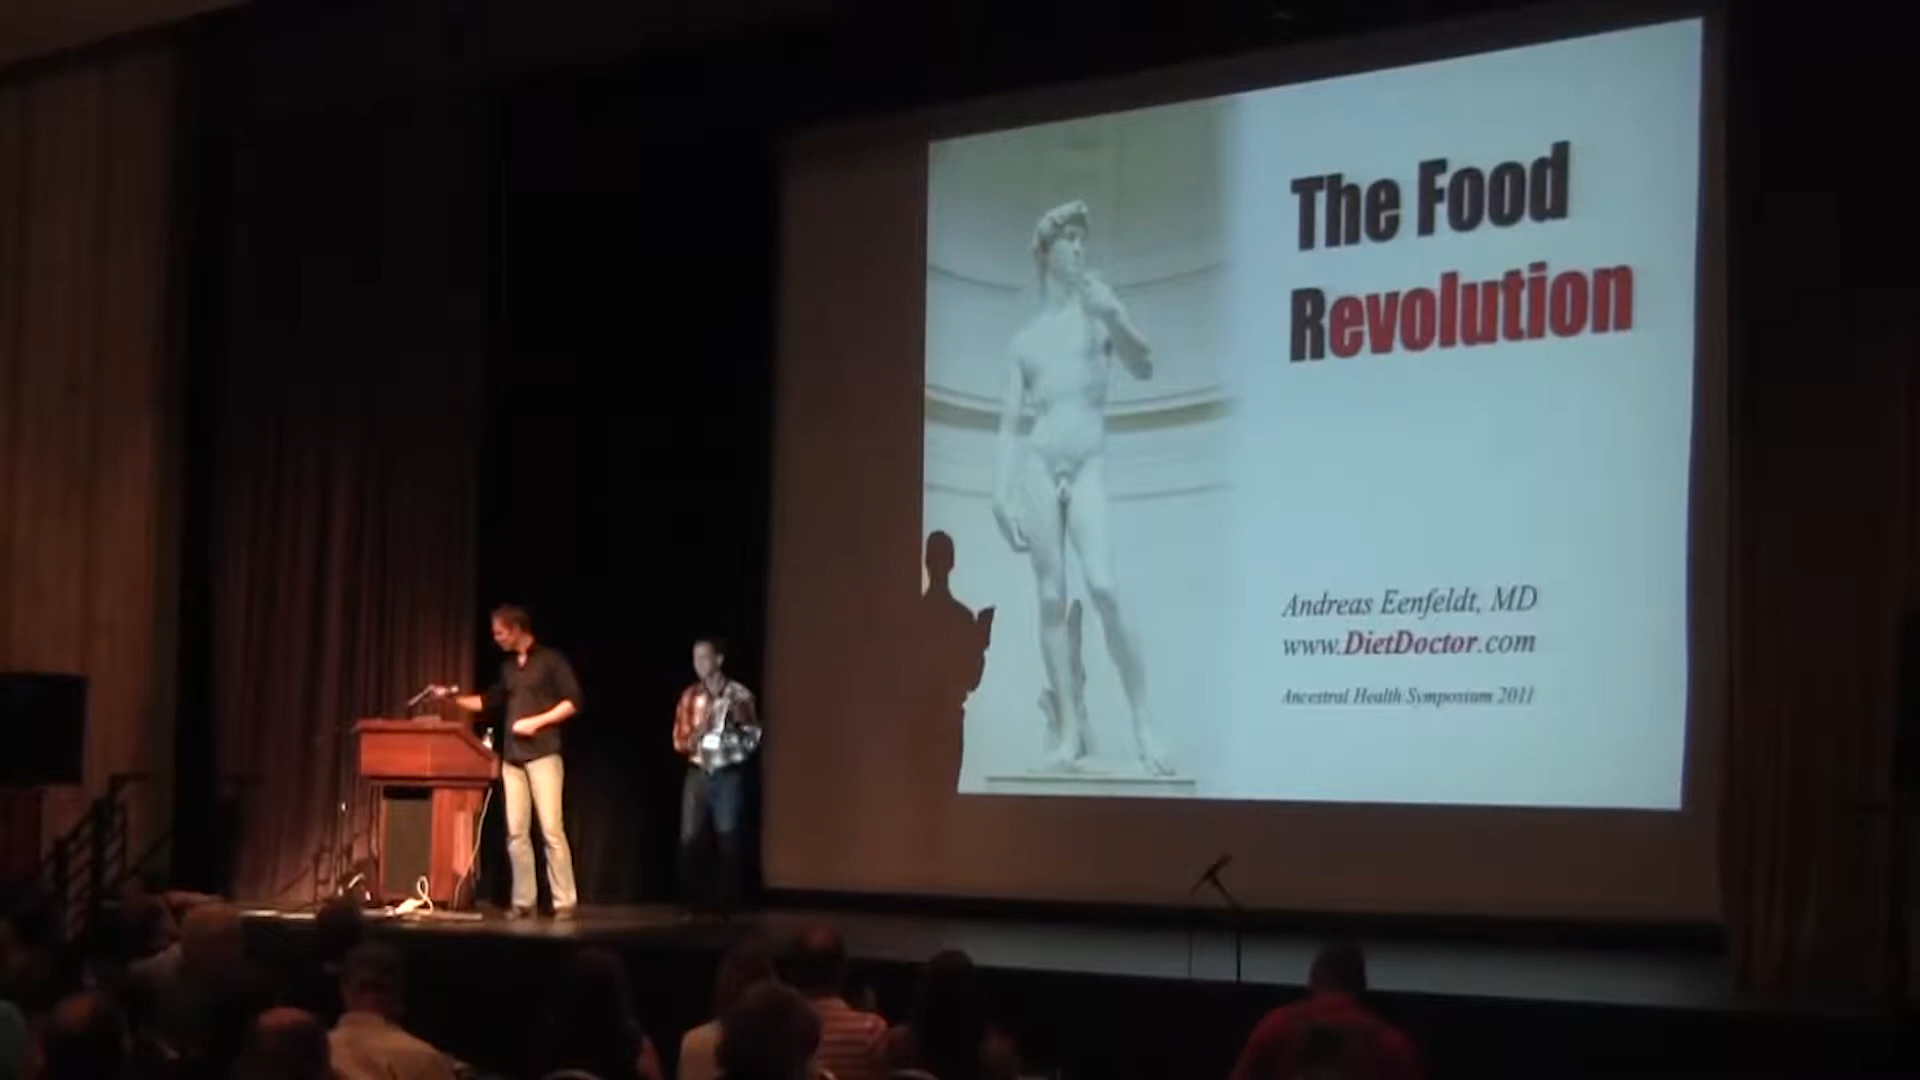 The Food
Revolution
Andreas Eenfeldt, MD
www.DietDoctor.com
Ancestral Health Symposium 2011